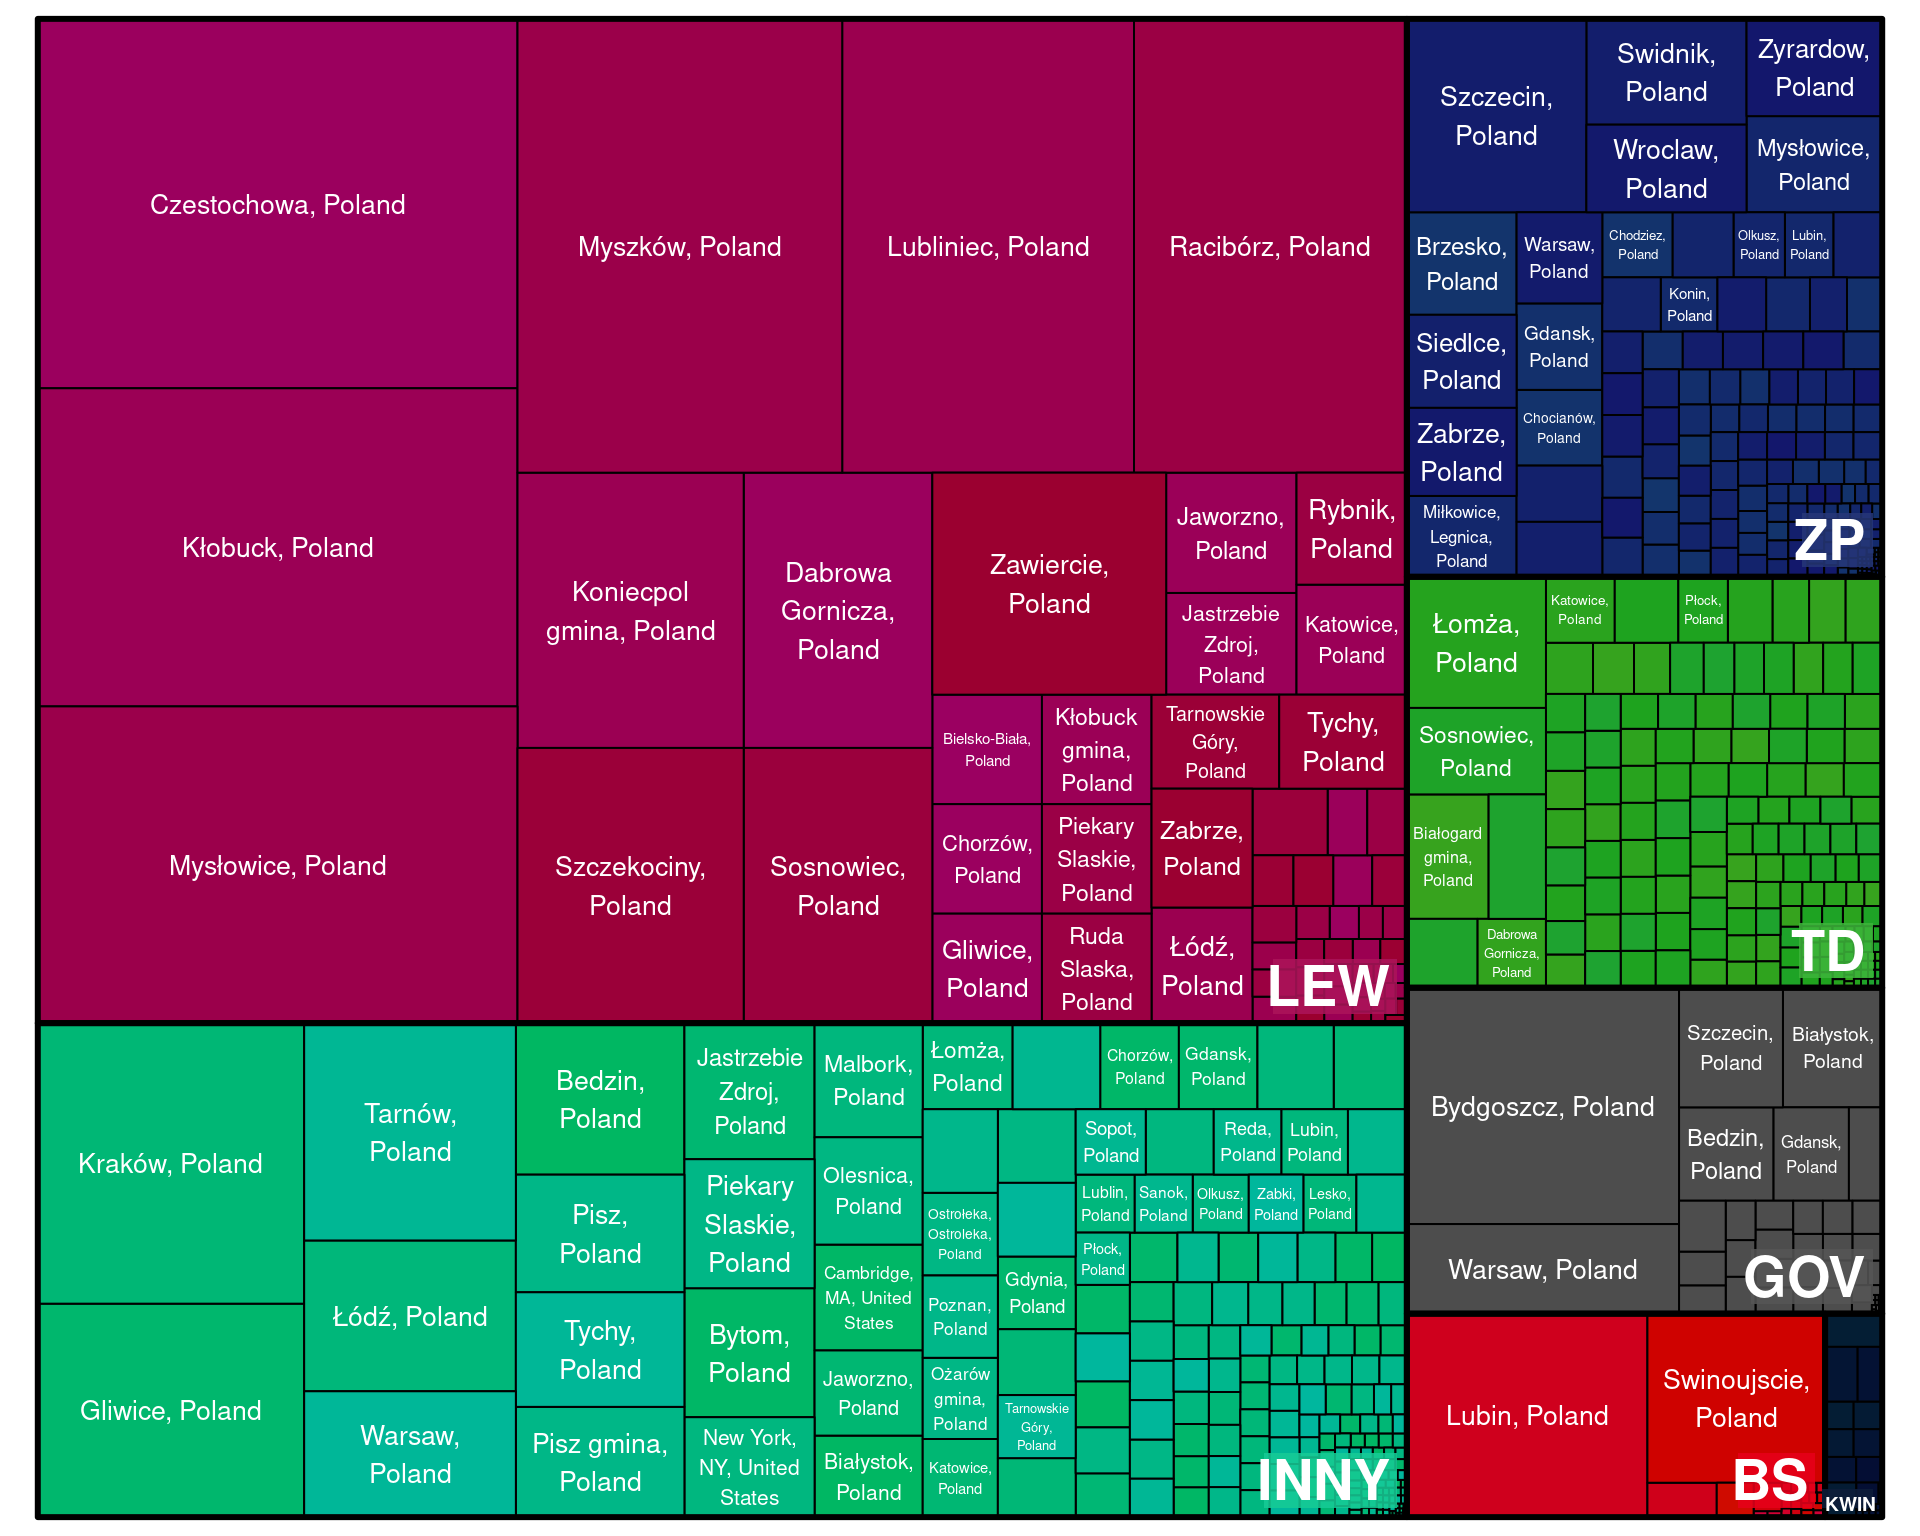 Czestochowa, Poland
Kłobuck, Poland
Mysłowice, Poland
Myszków, Poland
Lubliniec, Poland
Racibórz, Poland
Koniecpol
gmina, Poland
Dabrowa
Gornicza,
Poland
Szczekociny,
Poland
Sosnowiec,
Poland
Zawiercie,
Poland
Jaworzno,
Poland
Rybnik,
Poland
Jastrzebie
Zdroj,
Poland
Katowice,
Poland
Bielsko-Biała,
Poland
Kłobuck
gmina,
Poland
Tarnowskie
Góry,
Poland
Tychy,
Poland
Chorzów,
Poland
Piekary
Slaskie,
Poland
Zabrze,
Poland
Gliwice,
Poland
Ruda
Slaska,
Poland
Łódź,
Poland
LEW
Szczecin,
Poland
Swidnik,
Poland
Zyrardow,
Poland
Wroclaw,
Poland
Mysłowice,
Poland
Brzesko,
Poland
Warsaw,
Poland
Chodziez,
Poland
Olkusz,
Poland
Lubin,
Poland
Konin,
Poland
Siedlce,
Poland
Gdansk,
Poland
Chocianów,
Poland
Zabrze,
Poland
Miłkowice,
Legnica,
Poland
ZP
Łomża,
Poland
Katowice,
Poland
Płock,
Poland
Sosnowiec,
Poland
Białogard
gmina,
Poland
Dabrowa
Gornicza,
Poland
TD
Kraków, Poland
Gliwice, Poland
Tarnów,
Poland
Łódź, Poland
Warsaw,
Poland
Bedzin,
Poland
Pisz,
Poland
Tychy,
Poland
Pisz gmina,
Poland
Jastrzebie
Zdroj,
Poland
Piekary
Slaskie,
Poland
Bytom,
Poland
New York,
NY, United
States
Malbork,
Poland
Olesnica,
Poland
Cambridge,
MA, United
States
Jaworzno,
Poland
Białystok,
Poland
Łomża,
Poland
Chorzów,
Poland
Gdansk,
Poland
Ostrołeka,
Ostroleka,
Poland
Poznan,
Poland
Ożarów
gmina,
Poland
Katowice,
Poland
Gdynia,
Poland
Tarnowskie
Góry,
Poland
Sopot,
Poland
Reda,
Poland
Lubin,
Poland
Lublin,
Poland
Sanok,
Poland
Olkusz,
Poland
Zabki,
Poland
Lesko,
Poland
Płock,
Poland
INNY
Bydgoszcz, Poland
Warsaw, Poland
Szczecin,
Poland
Białystok,
Poland
Bedzin,
Poland
Gdansk,
Poland
GOV
Lubin, Poland
Swinoujscie,
Poland
BS
KWIN